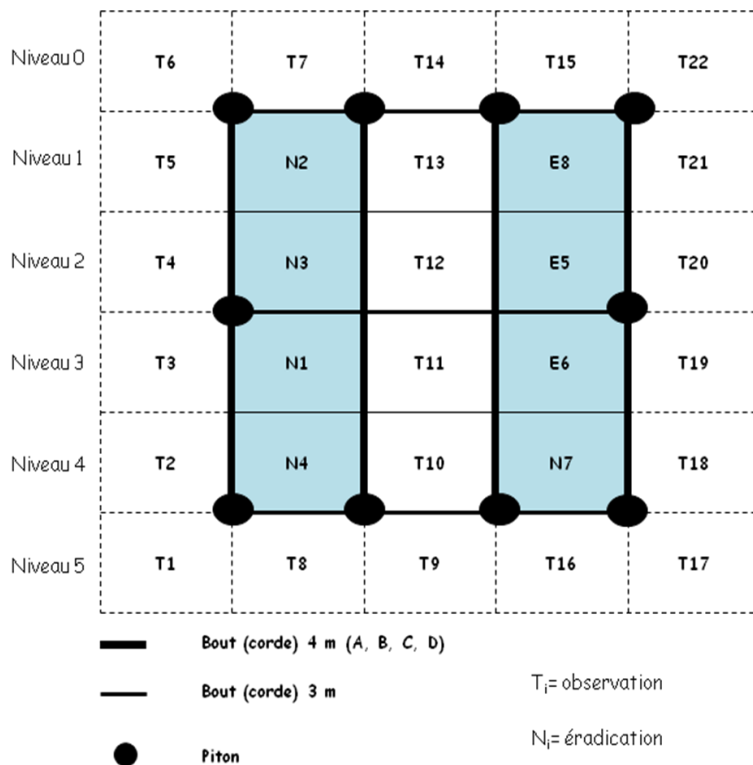 Niveau 0 T6 T7 T14 T15 T22
Niveau 1 T5 N2 T13 E8 T21
Niveau 2 T4 N3 T12 E5 T20
Niveau 3 T3 N1 T11 E6 T19
Niveau 4 T2 N4 T10 N7 T18
Niveau 5 T1 T8 T9 T16 T17
Bout (corde) 4 m (A, B, C, D)
Bout (corde) 3 m
Ti= observation
Piton
Ni= éradication